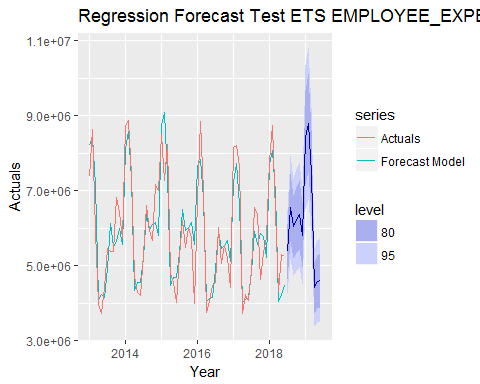 Regression Forecast Test ETS EMPLOYEE_EXPE
1.1e+07
9.0e+06
7.0e+06
5.0e+06
3.0e+06
Actuals
2014
2016
2018
Year
series
Actuals
Forecast Model
level
80
95